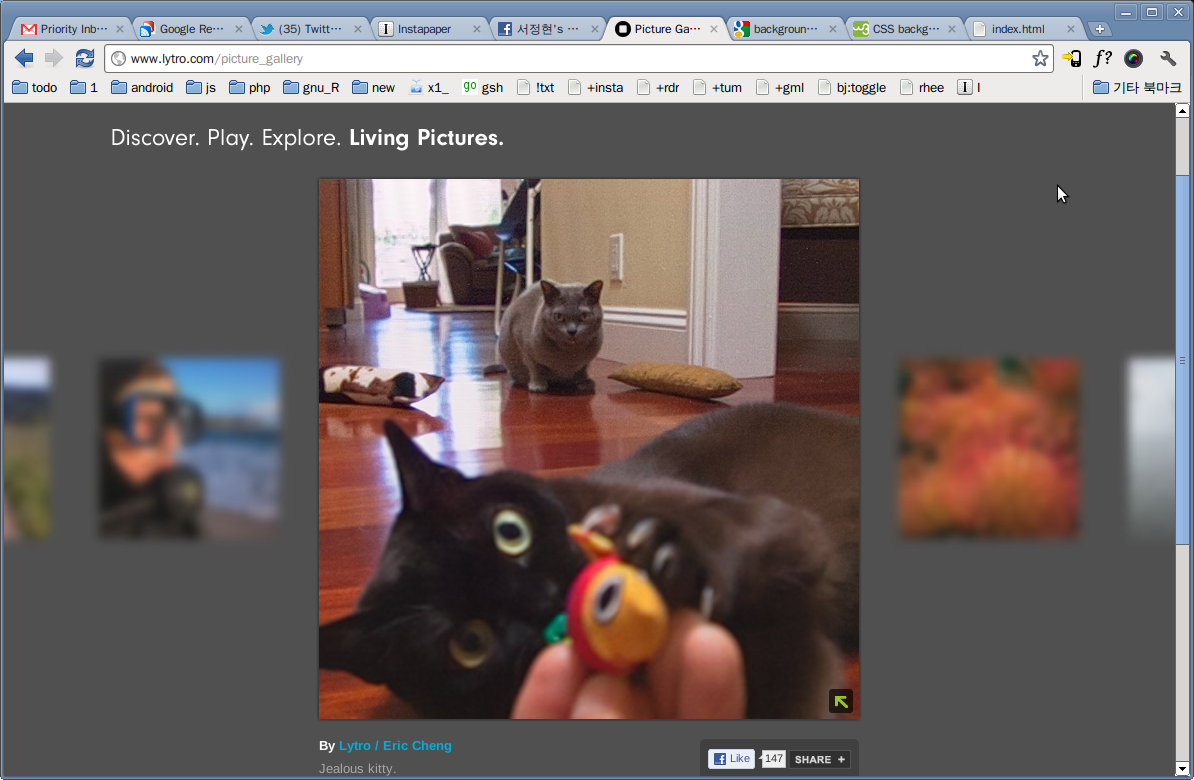 Priority Inb… Google Re… (35) Twitt… Instapaper 서정현's … Picture Ga… backgroun… CSS backg… index.html
www.lytro.com/picture_gallery f?
todo 1 android js php gnu_R new x1_ go gsh !txt +insta +rdr +tum +gml bj:toggle rhee I l 기타 북마크
Discover. Play. Explore. Living Pictures.
By Lytro / Eric Cheng
Like 147 SHARE +
Jealous kitty.